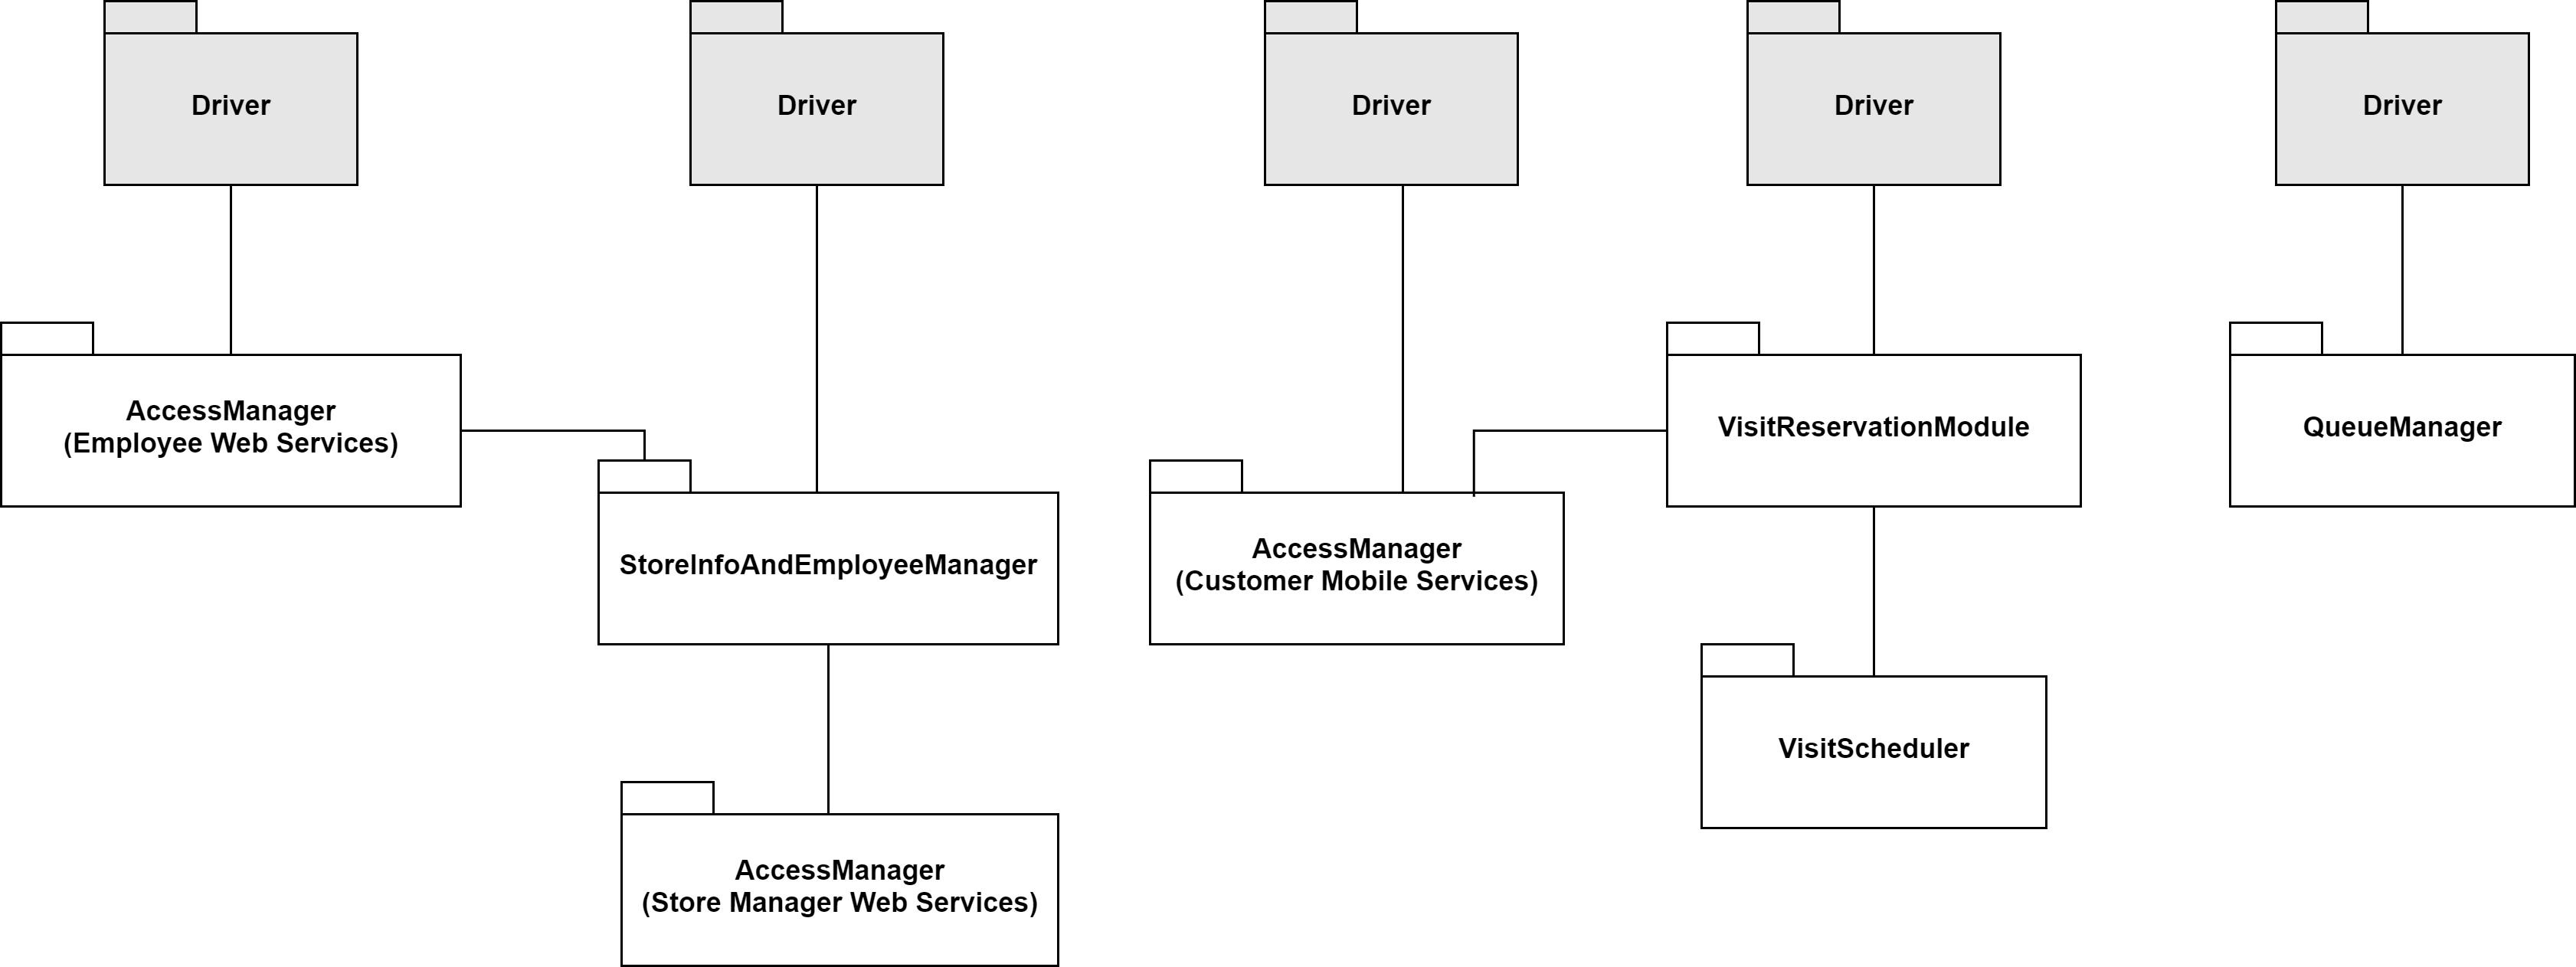 Driver
Driver
Driver
Driver
Driver
AccessManager
(Employee Web Services)
VisitReservationModule
QueueManager
StoreInfoAndEmployeeManager
AccessManager
(Customer Mobile Services)
VisitScheduler
AccessManager
(Store Manager Web Services)